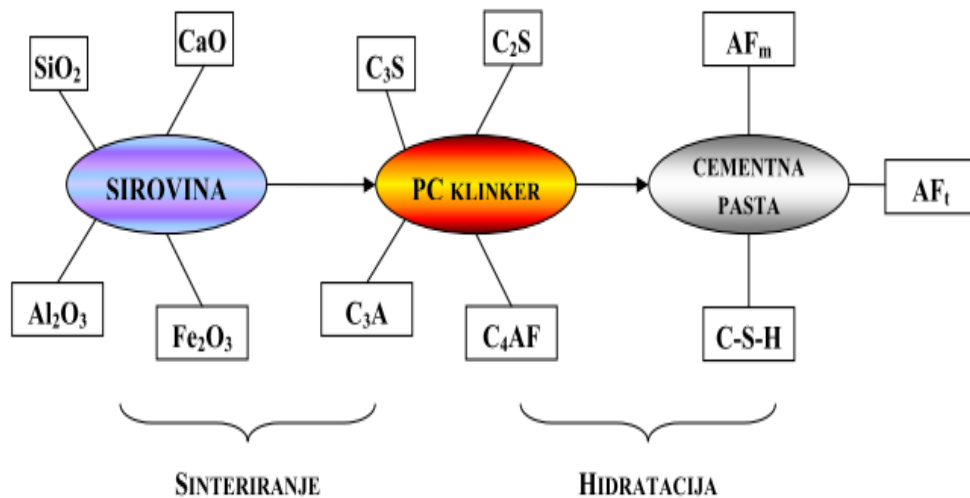 SiO₂
CaO
C₃S
C₂S
AFₘ
SIROVINA
PC KLINKER
CEMENTNA
PASTA
AFₜ
Al₂O₃
Fe₂O₃
C₃A
C₄AF
C-S-H
SINTERIRANJE
HIDRATACIJA